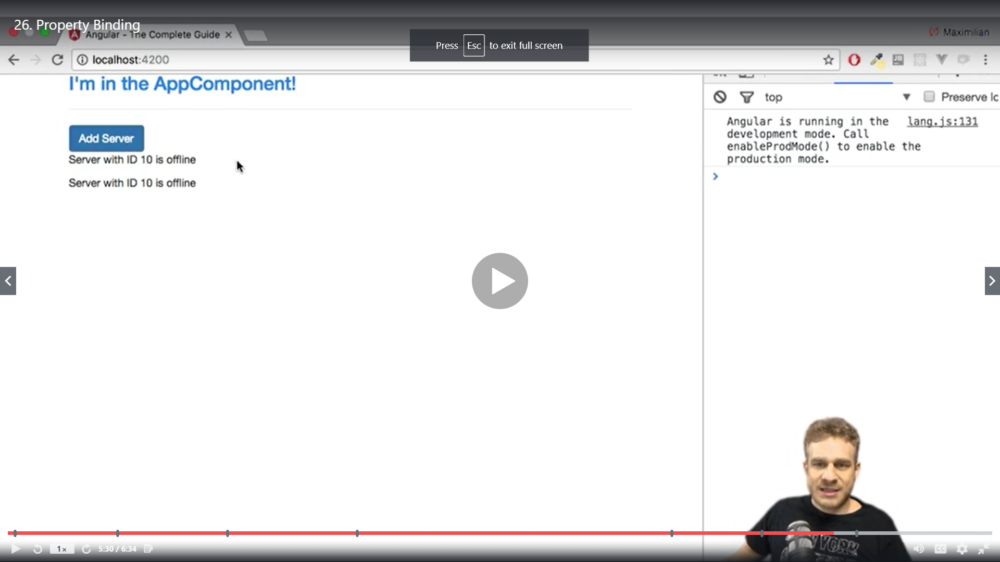 26. Property Binding
Angular - The Complete Guide
Maximilian
Press Esc to exit full screen
localhost:4200
I'm in the AppComponent!
top
Preserve lc
Angular is running in the lang.js:131
development mode. Call
enableProdMode() to enable the
production mode.
Add Server
Server with ID 10 is offline
Server with ID 10 is offline
YORK
1x
5:30 / 6:34
CC